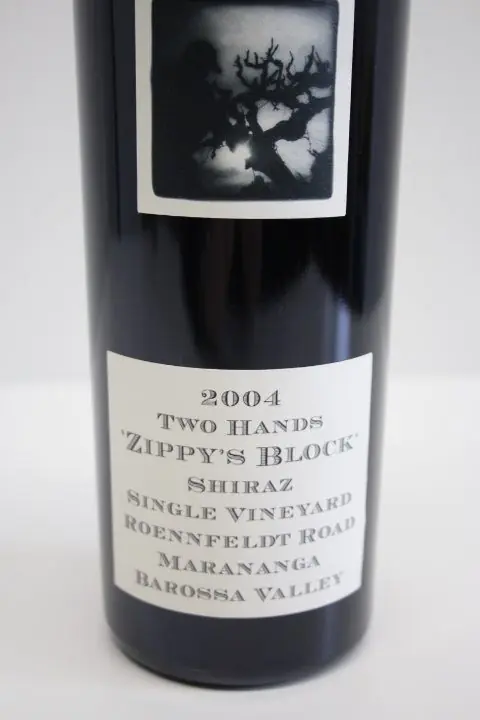 2004
TWO HANDS
'ZIPPY'S BLOCK'
SHIRAZ
SINGLE VINEYARD
ROENNFELDT ROAD
MARANANGA
BAROSSA VALLEY